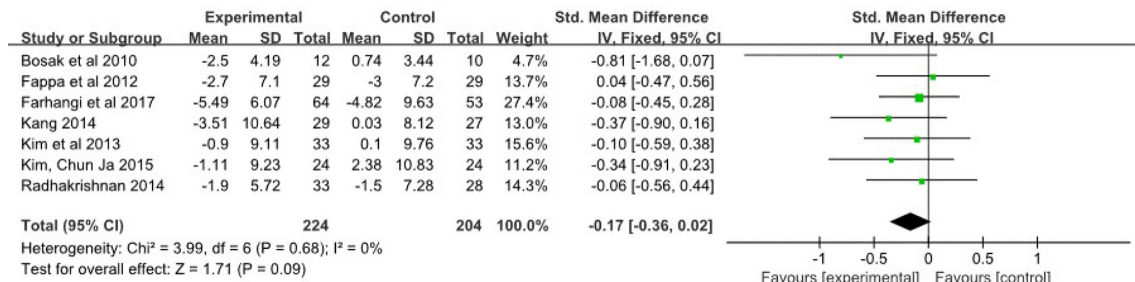 Experimental Control Std. Mean Difference Std. Mean Difference
Study or Subgroup Mean SD Total Mean SD Total Weight IV, Fixed, 95% CI IV, Fixed, 95% CI
Bosak et al 2010 -2.5 4.19 12 0.74 3.44 10 4.7% -0.81 [-1.68, 0.07]
Fappa et al 2012 -2.7 7.1 29 -3 7.2 29 13.7% 0.04 [-0.47, 0.56]
Farhangi et al 2017 -5.49 6.07 64 -4.82 9.63 53 27.4% -0.08 [-0.45, 0.28]
Kang 2014 -3.51 10.64 29 0.03 8.12 27 13.0% -0.37 [-0.90, 0.16]
Kim et al 2013 -0.9 9.11 33 0.1 9.76 33 15.6% -0.10 [-0.59, 0.38]
Kim, Chun Ja 2015 -1.11 9.23 24 2.38 10.83 24 11.2% -0.34 [-0.91, 0.23]
Radhakrishnan 2014 -1.9 5.72 33 -1.5 7.28 28 14.3% -0.06 [-0.56, 0.44]
Total (95% CI) 224 204 100.0% -0.17 [-0.36, 0.02]
Heterogeneity: Chi² = 3.99, df = 6 (P = 0.68); I² = 0%
Test for overall effect: Z = 1.71 (P = 0.09)
-1 -0.5 0 0.5 1
Favours [experimental] Favours [control]